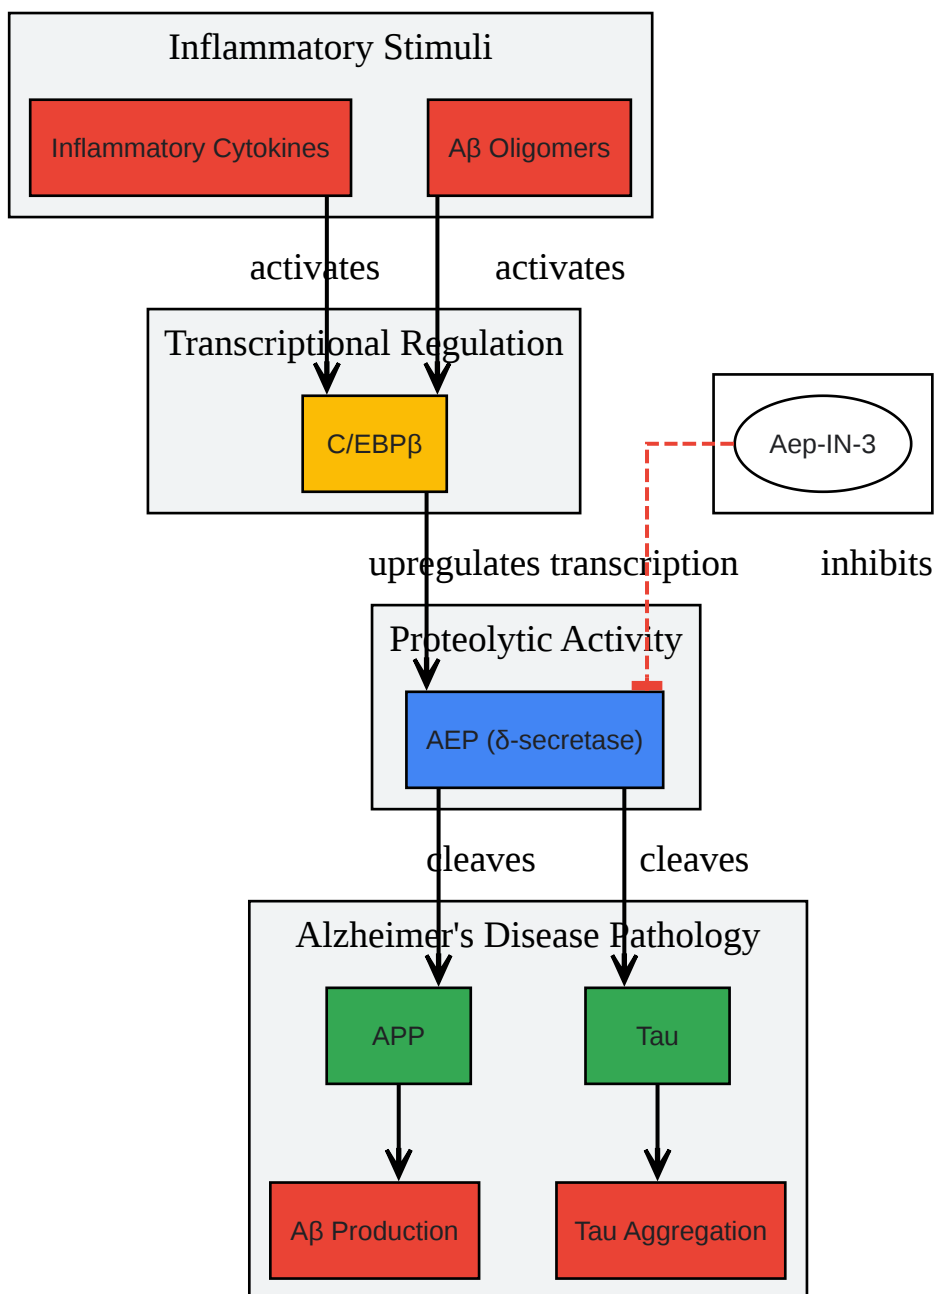 Inflammatory Stimuli
Inflammatory Cytokines
Aβ Oligomers
activates
activates
Transcriptional Regulation
C/EBPβ
Aep-IN-3
upregulates transcription
inhibits
Proteolytic Activity
AEP (δ-secretase)
cleaves
cleaves
Alzheimer's Disease Pathology
APP
Tau
Aβ Production
Tau Aggregation